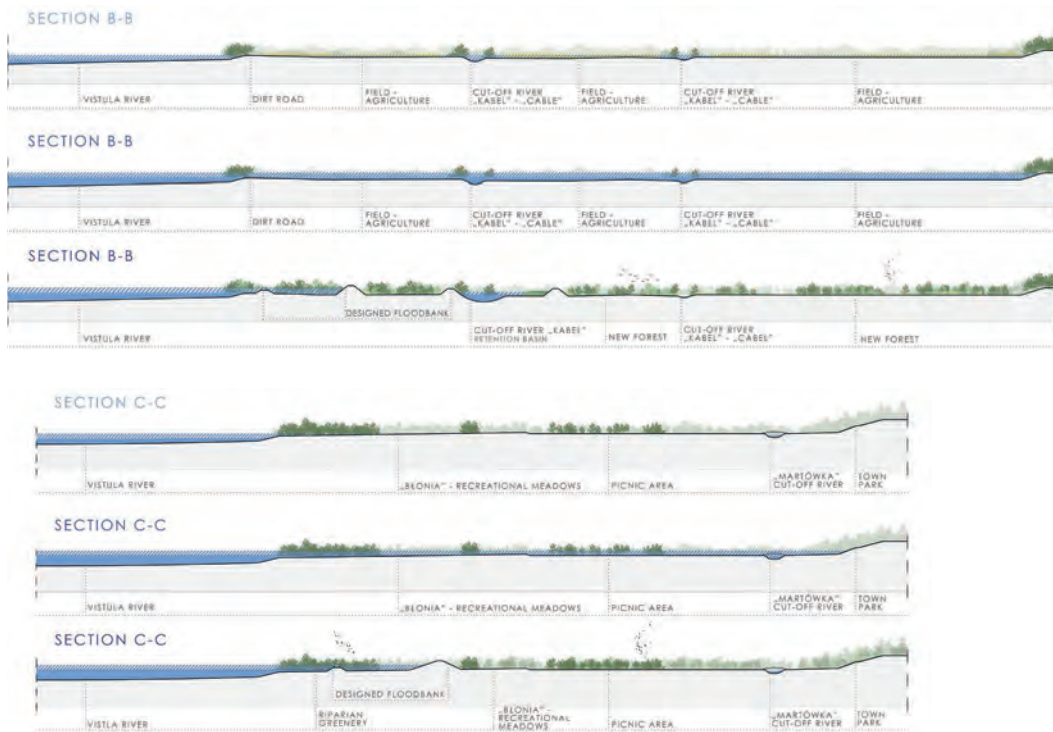 SECTION B-B
VISTULA RIVER
DIRT ROAD
FIELD -
AGRICULTURE
CUT-OFF RIVER
„KABEL" - „CABLE"
FIELD -
AGRICULTURE
CUT-OFF RIVER
„KABEL" - „CABLE"
FIELD -
AGRICULTURE
SECTION B-B
VISTULA RIVER
DIRT ROAD
FIELD -
AGRICULTURE
CUT-OFF RIVER
„KABEL" - „CABLE"
FIELD -
AGRICULTURE
CUT-OFF RIVER
„KABEL" - „CABLE"
FIELD -
AGRICULTURE
SECTION B-B
DESIGNED FLOODBANK
VISTULA RIVER
CUT-OFF RIVER „KABEL"
RETENTION BASIN
NEW FOREST
CUT-OFF RIVER
„KABEL" - „CABEL"
NEW FOREST
SECTION C-C
VISTULA RIVER
„BŁONIA" - RECREATIONAL MEADOWS
PICNIC AREA
„MARTÓWKA"
CUT-OFF RIVER
TOWN
PARK
SECTION C-C
VISTULA RIVER
„BŁONIA" - RECREATIONAL MEADOWS
PICNIC AREA
„MARTÓWKA"
CUT-OFF RIVER
TOWN
PARK
SECTION C-C
DESIGNED FLOODBANK
VISTLA RIVER
RIPARIAN
GREENERY
„BŁONIA" -
RECREATIONAL
MEADOWS
PICNIC AREA
„MARTÓWKA"
CUT-OFF RIVER
TOWN
PARK